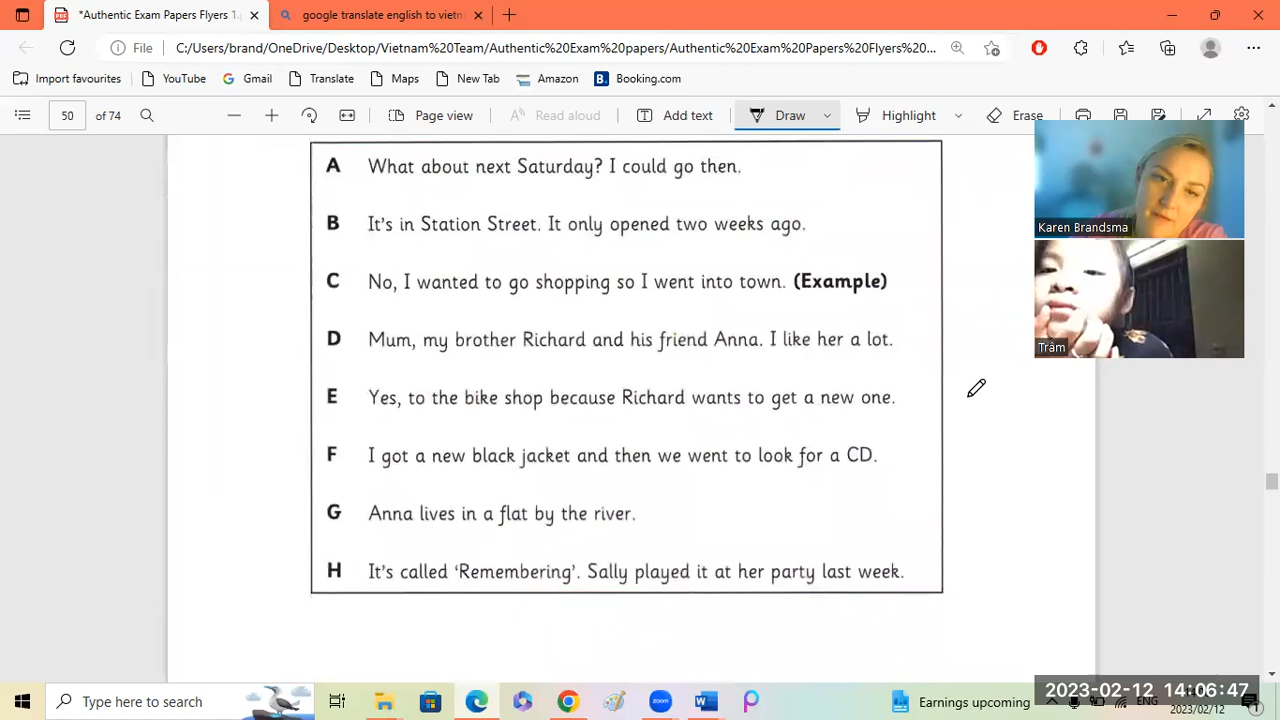 *Authentic Exam Papers Flyers 1.p
google translate english to vietn
File
C:/Users/brand/OneDrive/Desktop/Vietnam%20Team/Authentic%20Exam%20papers/Authentic%20Exam%20Papers%20Flyers%20...
Import favourites
YouTube
Gmail
Translate
Maps
New Tab
Amazon
B.
Booking.com
50
of 74
Page view
Read aloud
Add text
Draw
Highlight
Erase
A What about next Saturday? I could go then.
B It's in Station Street. It only opened two weeks ago.
C No, I wanted to go shopping so I went into town. (Example)
D Mum, my brother Richard and his friend Anna. I like her a lot.
E Yes, to the bike shop because Richard wants to get a new one.
F I got a new black jacket and then we went to look for a CD.
G Anna lives in a flat by the river.
H It's called 'Remembering'. Sally played it at her party last week.
Karen Brandsma
Trâm
Type here to search
zoom
Earnings upcoming
ENG
2023-02-12 14:06:47
2023/02/12